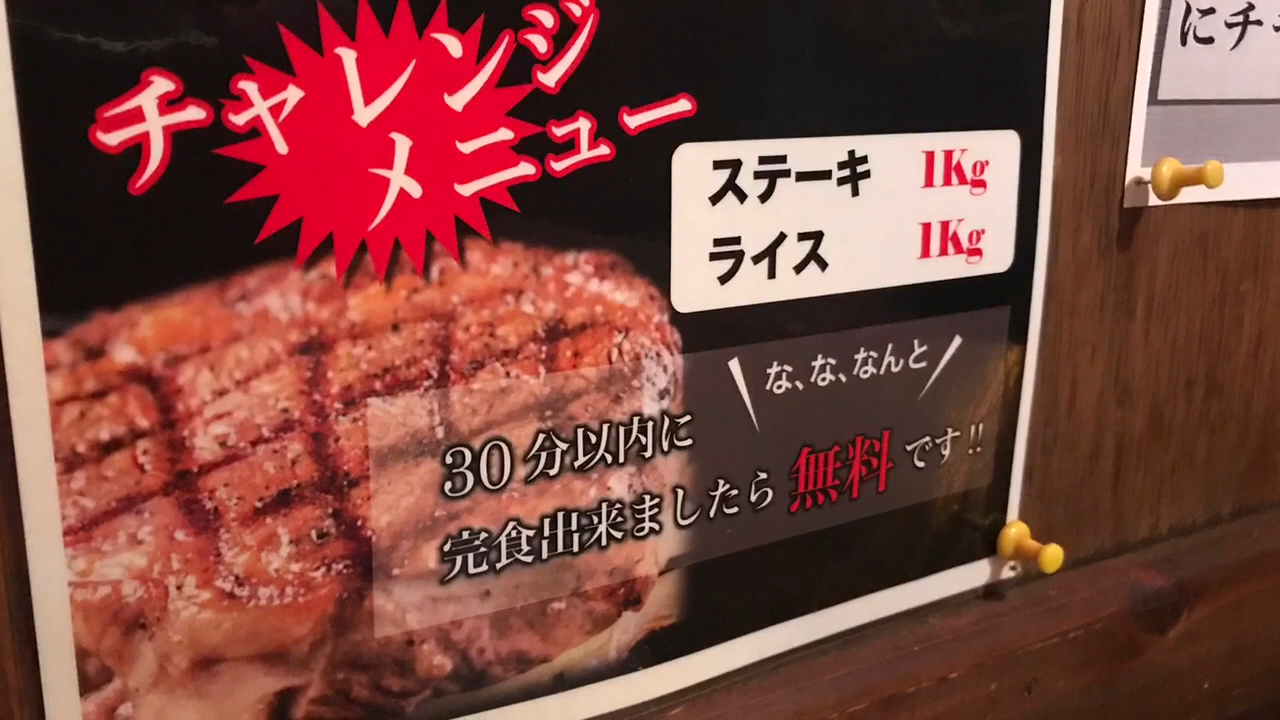 チャレンジ
メニュー
ステーキ 1Kg
ライス 1Kg
な、な、なんと
30分以内に
完食出来ましたら無料です!!
にチ